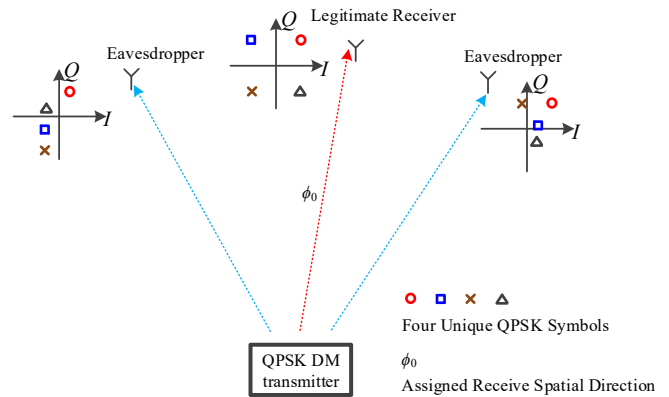 Legitimate Receiver
Eavesdropper
Eavesdropper
Q
I
Q
I
Q
I
ϕ₀
QPSK DM
transmitter
Four Unique QPSK Symbols
ϕ₀
Assigned Receive Spatial Direction